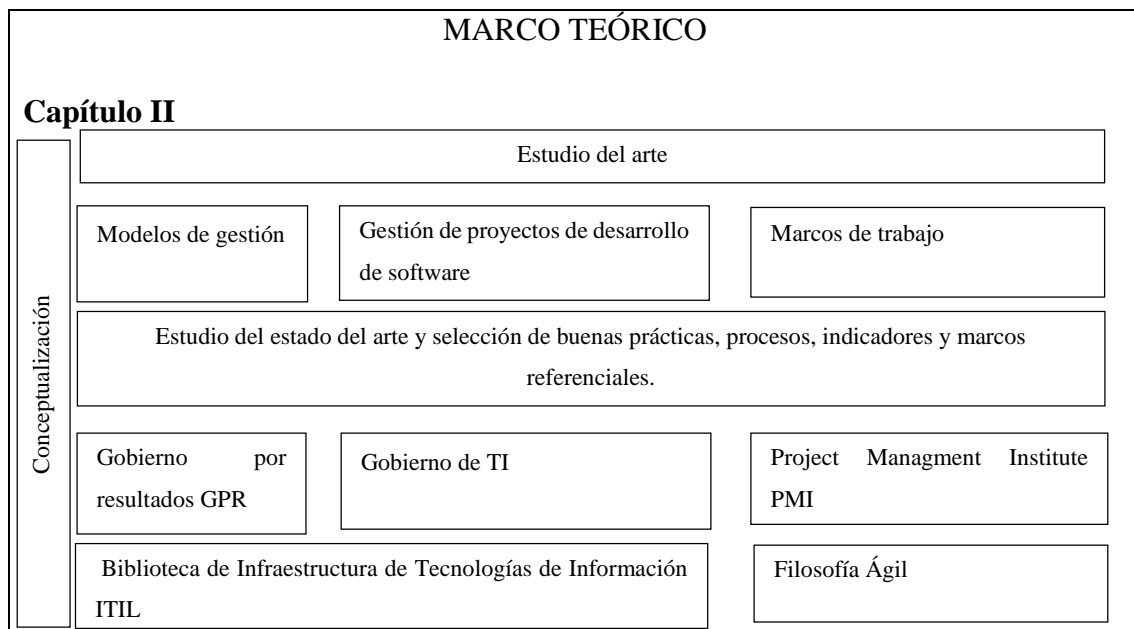 MARCO TEÓRICO
Capítulo II
Conceptualización
Estudio del arte
Modelos de gestión
Gestión de proyectos de desarrollo
de software
Marcos de trabajo
Estudio del estado del arte y selección de buenas prácticas, procesos, indicadores y marcos
referenciales.
Gobierno por
resultados GPR
Gobierno de TI
Project Managment Institute
PMI
Biblioteca de Infraestructura de Tecnologías de Información
ITIL
Filosofía Ágil